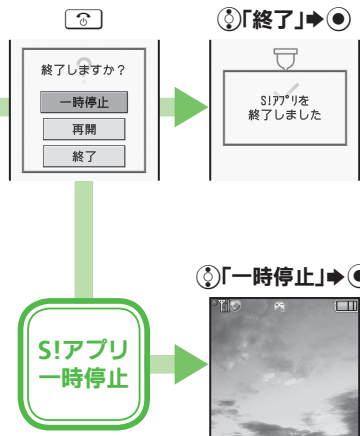 「終了」➡
終了しますか？
一時停止
再開
終了
S!ｱﾌﾟﾘを
終了しました
「一時停止」➡
S!アプリ
一時停止